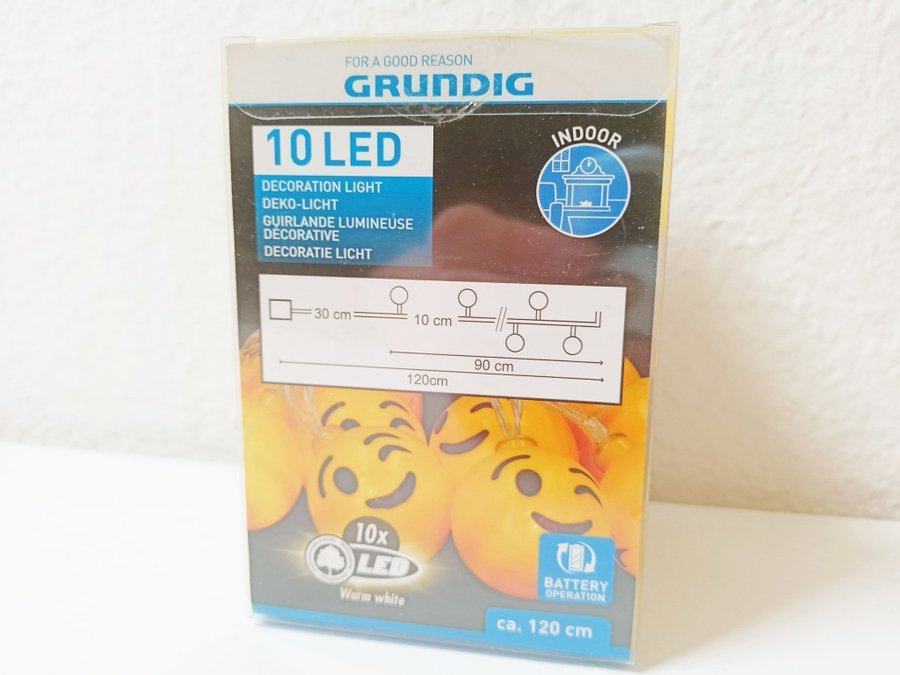 FOR A GOOD REASON
GRUNDIG
10 LED
DECORATION LIGHT
DEKO-LICHT
GUIRLANDE LUMINEUSE
DÉCORATIVE
DECORATIE LICHT
INDOOR
30 cm
10 cm
90 cm
120cm
10x
LED
Warm white
BATTERY
OPERATION
ca. 120 cm